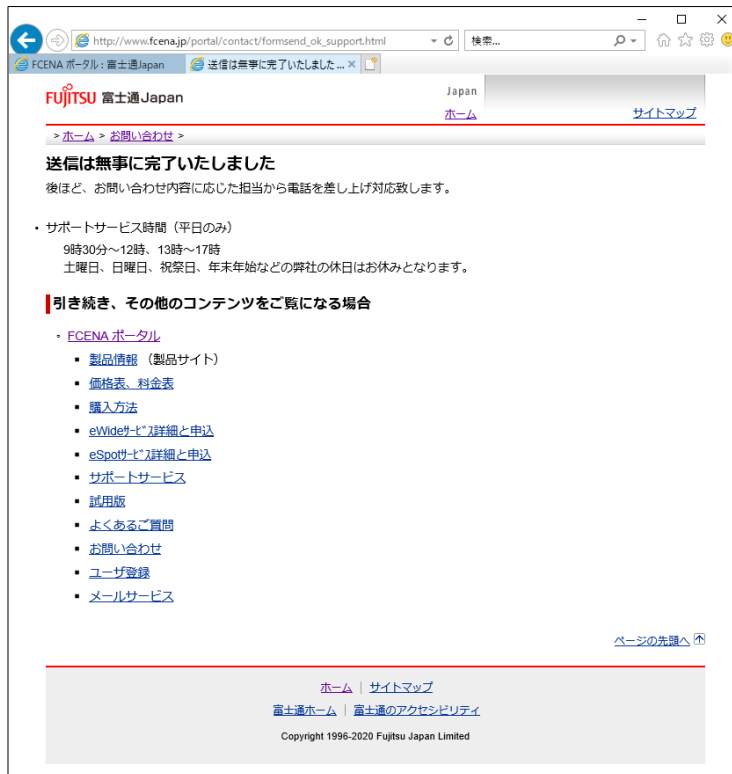 http://www.fcena.jp/portal/contact/formsend_ok_support.html
検索...
FCENA ポータル : 富士通Japan
送信は無事に完了いたしました ...
FUJITSU 富士通Japan
Japan
ホーム
サイトマップ
> ホーム > お問い合わせ >
送信は無事に完了いたしました
後ほど、お問い合わせ内容に応じた担当から電話を差し上げ対応致します。
・ サポートサービス時間（平日のみ）
9時30分～12時、13時～17時
土曜日、日曜日、祝祭日、年末年始などの弊社の休日はお休みとなります。
引き続き、その他のコンテンツをご覧になる場合
◦ FCENA ポータル
▪ 製品情報 （製品サイト）
▪ 価格表、料金表
▪ 購入方法
▪ eWideｻｰﾋﾞｽ詳細と申込
▪ eSpotｻｰﾋﾞｽ詳細と申込
▪ サポートサービス
▪ 試用版
▪ よくあるご質問
▪ お問い合わせ
▪ ユーザ登録
▪ メールサービス
ページの先頭へ
ホーム | サイトマップ
富士通ホーム | 富士通のアクセシビリティ
Copyright 1996-2020 Fujitsu Japan Limited